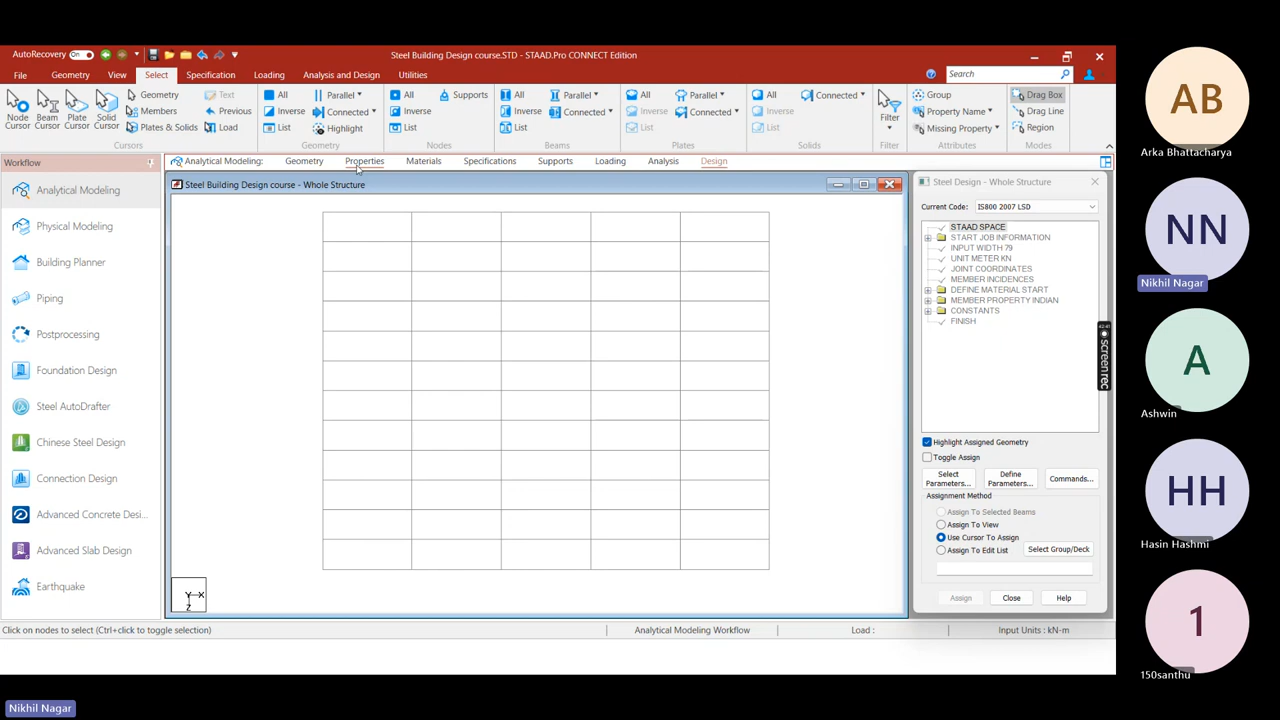 AutoRecovery On
Steel Building Design course.STD - STAAD.Pro CONNECT Edition
File Geometry View Select Specification Loading Analysis and Design Utilities Search
Node Cursor
Beam Cursor
Plate Cursor
Solid Cursor
Geometry
Members
Plates & Solids
Text
Previous
Load
Cursors
All
Inverse
List
Parallel
Connected
Highlight
Geometry
All
Inverse
List
Supports
Nodes
All
Inverse
List
Parallel
Connected
Beams
All
Inverse
List
Parallel
Connected
Plates
All
Inverse
List
Connected
Solids
Filter
Group
Property Name
Missing Property
Attributes
Drag Box
Drag Line
Region
Modes
Workflow
Analytical Modeling
Physical Modeling
Building Planner
Piping
Postprocessing
Foundation Design
Steel AutoDrafter
Chinese Steel Design
Connection Design
Advanced Concrete Desi...
Advanced Slab Design
Earthquake
Analytical Modeling: Geometry Properties Materials Specifications Supports Loading Analysis Design
Steel Building Design course - Whole Structure
Y X
Z
Steel Design - Whole Structure
Current Code: IS800 2007 LSD
STAAD SPACE
START JOB INFORMATION
INPUT WIDTH 79
UNIT METER KN
JOINT COORDINATES
MEMBER INCIDENCES
DEFINE MATERIAL START
MEMBER PROPERTY INDIAN
CONSTANTS
FINISH
Highlight Assigned Geometry
Toggle Assign
Select Parameters...
Define Parameters...
Commands...
Assignment Method
Assign To Selected Beams
Assign To View
Use Cursor To Assign
Assign To Edit List
Select Group/Deck
Assign Close Help
screen rec
Click on nodes to select (Ctrl+click to toggle selection)
Analytical Modeling Workflow
Load :
Input Units : kN-m
AB
Arka Bhattacharya
NN
Nikhil Nagar
A
Ashwin
HH
Hasin Hashmi
1
150santhu
Nikhil Nagar